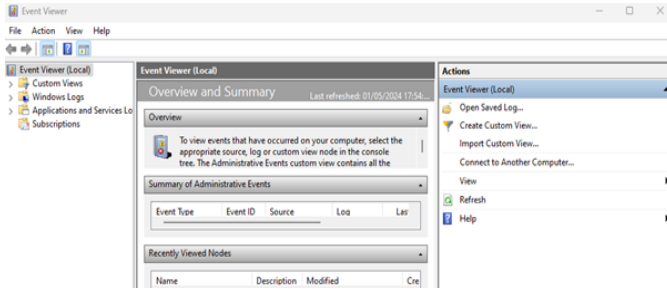 Event Viewer
File Action View Help
Event Viewer (Local)
Custom Views
Windows Logs
Applications and Services Lo
Subscriptions
Event Viewer (Local)
Overview and Summary
Last refreshed: 01/05/2024 17:54:...
Overview
To view events that have occurred on your computer, select the
appropriate source, log or custom view node in the console
tree. The Administrative Events custom view contains all the
Summary of Administrative Events
Event Type Event ID Source Log Las
Recently Viewed Nodes
Name Description Modified Cre
Actions
Event Viewer (Local)
Open Saved Log...
Create Custom View...
Import Custom View...
Connect to Another Computer...
View
Refresh
Help